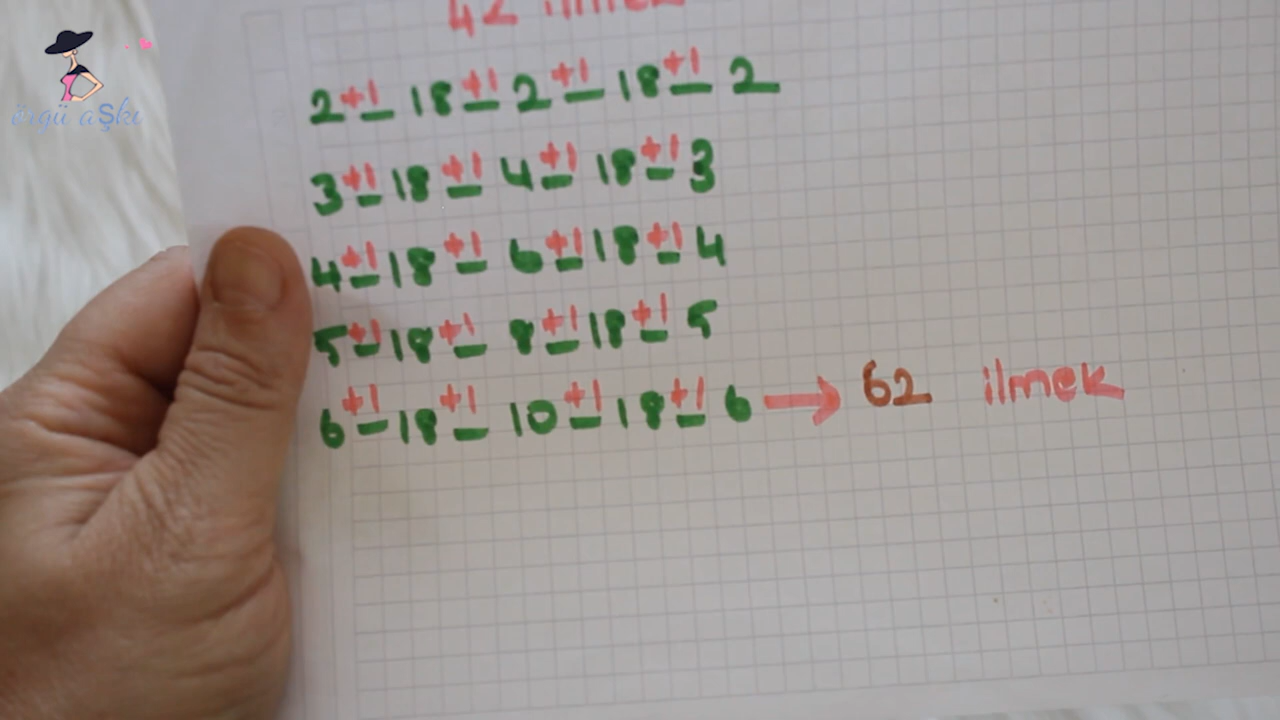 örgü aşkı
42 ilmek
2 +1 – 18 +1 – 2 +1 – 18 +1 – 2
3 +1 – 18 +1 – 4 +1 – 18 +1 – 3
4 +1 – 18 +1 – 6 +1 – 18 +1 – 4
5 +1 – 18 +1 – 8 +1 – 18 +1 – 5
6 +1 – 18 +1 – 10 +1 – 18 +1 – 6 → 62 ilmek